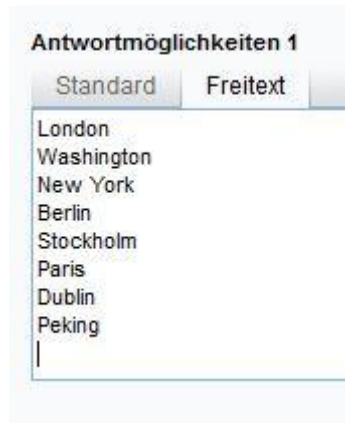 Antwortmöglichkeiten 1
Standard Freitext
London
Washington
New York
Berlin
Stockholm
Paris
Dublin
Peking